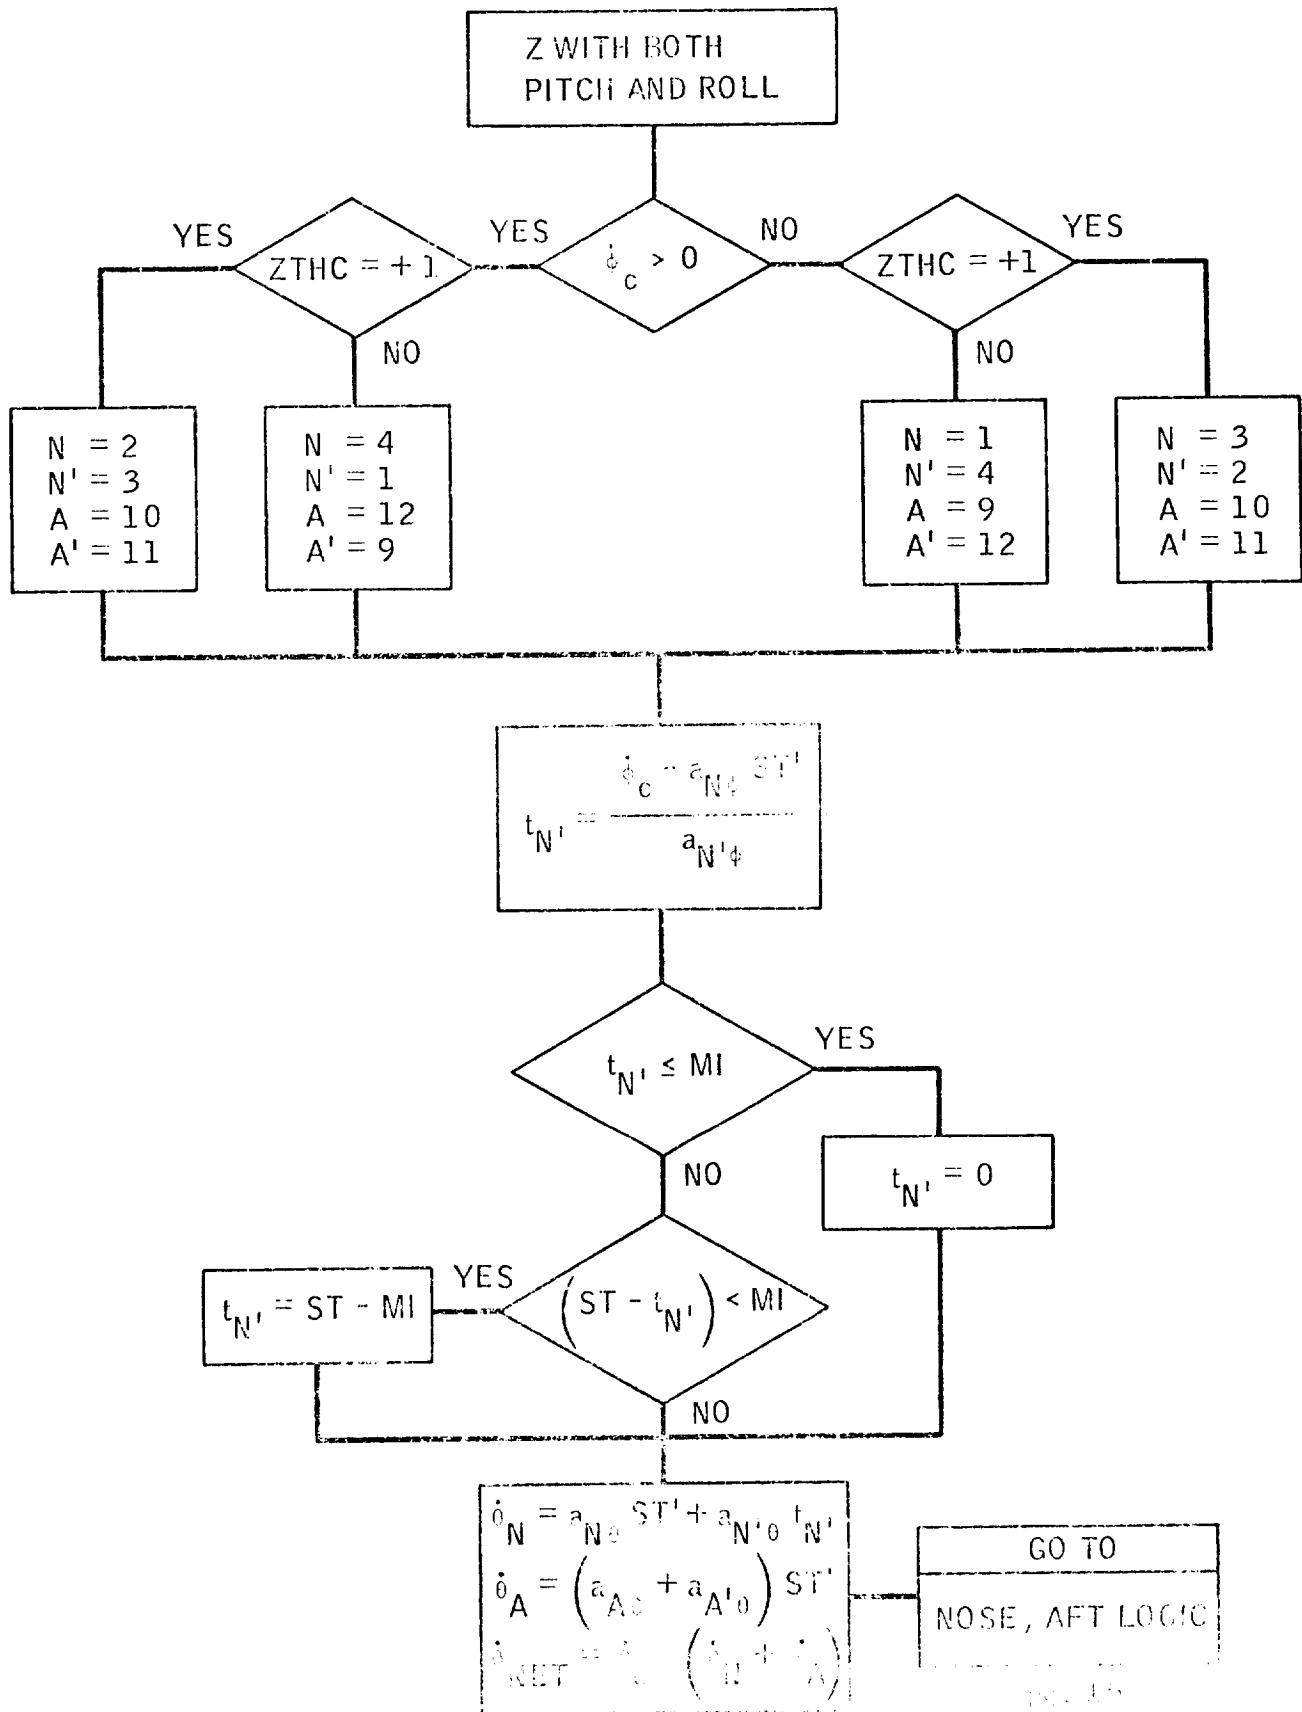 Z WITH BOTH
PITCH AND ROLL
YES
ZTHC = +1
YES
φ̇c > 0
NO
ZTHC = +1
YES
NO
NO
N = 2
N' = 3
A = 10
A' = 11
N = 4
N' = 1
A = 12
A' = 9
N = 1
N' = 4
A = 9
A' = 12
N = 3
N' = 2
A = 10
A' = 11
tN' = (φ̇c - aNφ ST') / aN'φ
tN' ≤ MI
YES
NO
tN' = 0
(ST - tN') < MI
YES
tN' = ST - MI
NO
θ̇N = aNθ ST' + aN'θ tN'
θ̇A = (aAθ + aA'θ) ST'
NET = (N + A)
GO TO
NOSE, AFT LOGIC